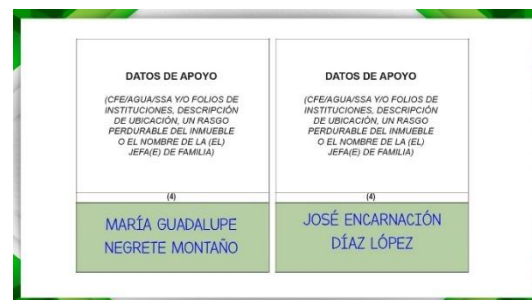 DATOS DE APOYO
(CFE/AGUA/SSA Y/O FOLIOS DE
INSTITUCIONES, DESCRIPCIÓN
DE UBICACIÓN, UN RASGO
PERDURABLE DEL INMUEBLE
O EL NOMBRE DE LA (EL)
JEFA(E) DE FAMILIA)
(4)
MARÍA GUADALUPE
NEGRETE MONTAÑO
DATOS DE APOYO
(CFE/AGUA/SSA Y/O FOLIOS DE
INSTITUCIONES, DESCRIPCIÓN
DE UBICACIÓN, UN RASGO
PERDURABLE DEL INMUEBLE
O EL NOMBRE DE LA (EL)
JEFA(E) DE FAMILIA)
(4)
JOSÉ ENCARNACIÓN
DÍAZ LÓPEZ